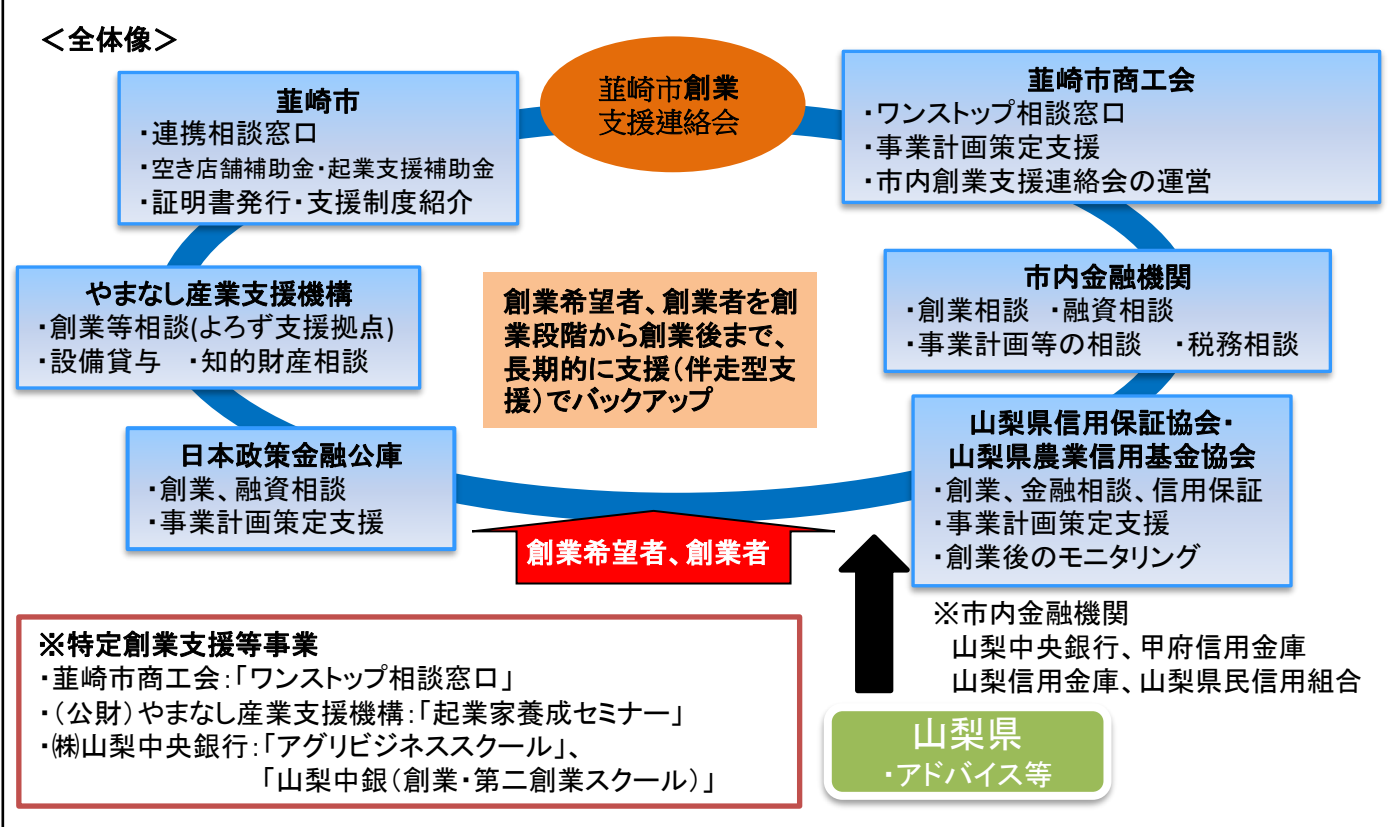 ＜全体像＞
韮崎市創業
支援連絡会
韮崎市
・連携相談窓口
・空き店舗補助金・起業支援補助金
・証明書発行・支援制度紹介
韮崎市商工会
・ワンストップ相談窓口
・事業計画策定支援
・市内創業支援連絡会の運営
やまなし産業支援機構
・創業等相談(よろず支援拠点)
・設備貸与　・知的財産相談
創業希望者、創業者を創
業段階から創業後まで、
長期的に支援（伴走型支
援）でバックアップ
市内金融機関
・創業相談　・融資相談
・事業計画等の相談　・税務相談
日本政策金融公庫
・創業、融資相談
・事業計画策定支援
山梨県信用保証協会・
山梨県農業信用基金協会
・創業、金融相談、信用保証
・事業計画策定支援
・創業後のモニタリング
創業希望者、創業者
※市内金融機関
山梨中央銀行、甲府信用金庫
山梨信用金庫、山梨県民信用組合
※特定創業支援等事業
・韮崎市商工会：「ワンストップ相談窓口」
・（公財）やまなし産業支援機構：「起業家養成セミナー」
・㈱山梨中央銀行：「アグリビジネススクール」、
「山梨中銀（創業・第二創業スクール）」
山梨県
・アドバイス等